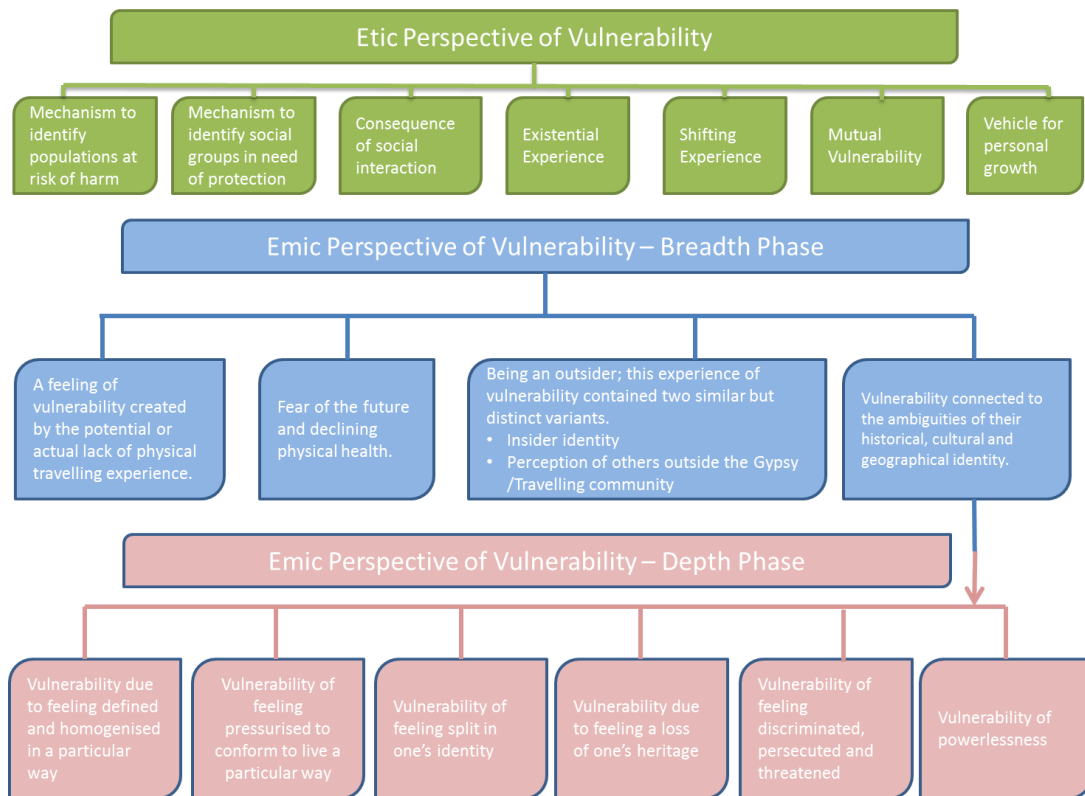 Etic Perspective of Vulnerability
Mechanism to
identify
populations at
risk of harm
Mechanism to
identify social
groups in need
of protection
Consequence
of social
interaction
Existential
Experience
Shifting
Experience
Mutual
Vulnerability
Vehicle for
personal
growth
Emic Perspective of Vulnerability – Breadth Phase
A feeling of
vulnerability created
by the potential or
actual lack of physical
travelling experience.
Fear of the future
and declining
physical health.
Being an outsider; this experience of
vulnerability contained two similar but
distinct variants.
• Insider identity
• Perception of others outside the Gypsy
/Travelling community
Vulnerability connected to
the ambiguities of their
historical, cultural and
geographical identity.
Emic Perspective of Vulnerability – Depth Phase
Vulnerability due
to feeling defined
and homogenised
in a particular
way
Vulnerability of
feeling
pressurised to
conform to live a
particular way
Vulnerability of
feeling split in
one’s identity
Vulnerability due
to feeling a loss
of one’s heritage
Vulnerability of
feeling
discriminated,
persecuted and
threatened
Vulnerability of
powerlessness